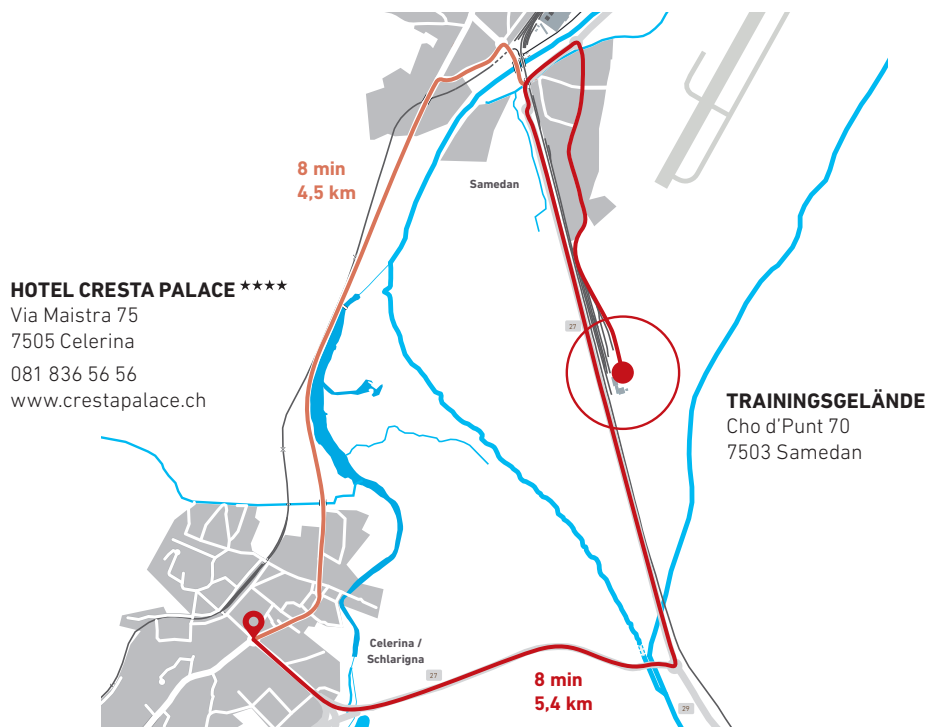 8 min
4,5 km
Samedan
HOTEL CRESTA PALACE ★★★★
Via Maistra 75
7505 Celerina
081 836 56 56
www.crestapalace.ch
27
TRAININGSGELÄNDE
Cho d'Punt 70
7503 Samedan
Celerina /
Schlarigna
27
8 min
5,4 km
29